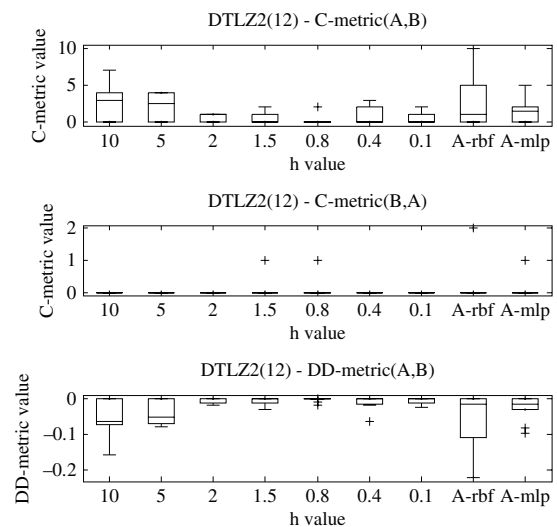 DTLZ2(12) - C-metric(A,B)
C-metric value
10
5
0
10 5 2 1.5 0.8 0.4 0.1 A-rbf A-mlp
h value
DTLZ2(12) - C-metric(B,A)
C-metric value
2
1
0
10 5 2 1.5 0.8 0.4 0.1 A-rbf A-mlp
h value
DTLZ2(12) - DD-metric(A,B)
DD-metric value
0
−0.1
−0.2
10 5 2 1.5 0.8 0.4 0.1 A-rbf A-mlp
h value